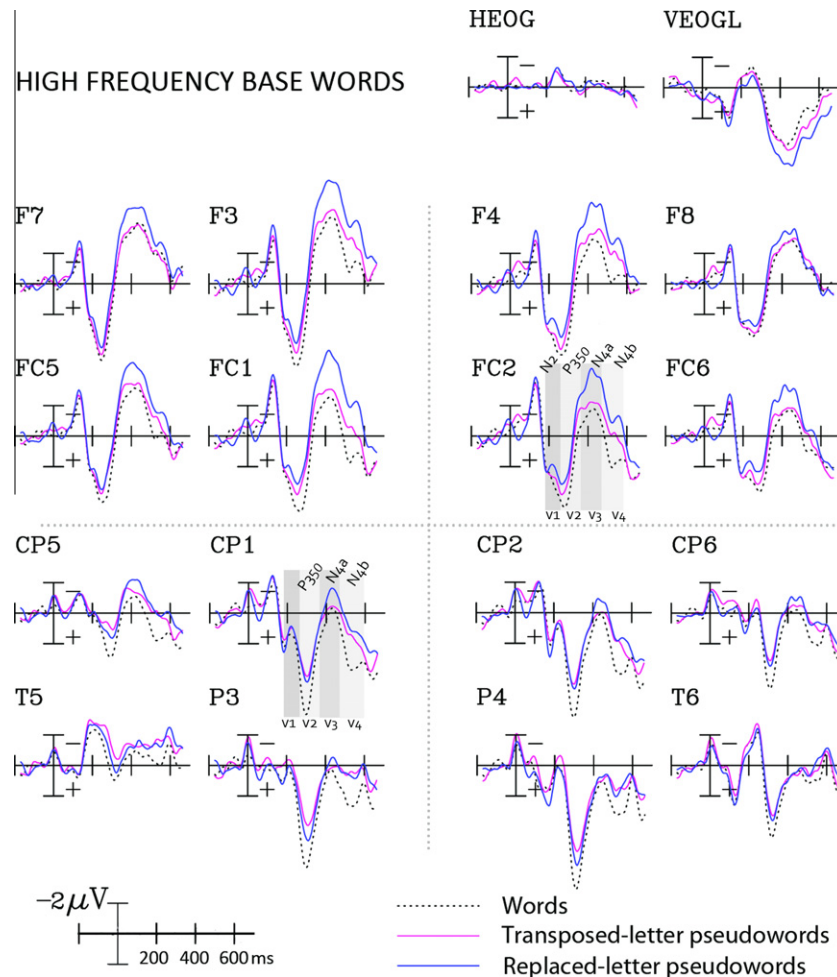 HEOG VEOGL
HIGH FREQUENCY BASE WORDS
− −
+ +
F7 F3 F4 F8
− − − −
+ + + +
N2 P350 N4a N4b
FC5 FC1 FC2 FC6
− − − −
+ + + +
v1 v2 v3 v4
CP5 CP1 CP2 CP6
P350 N4a N4b
− − − −
+ + + +
T5 P3 P4 T6
v1 v2 v3 v4
− − − −
+ + + +
−2μV
Words
Transposed-letter pseudowords
200 400 600 ms
Replaced-letter pseudowords